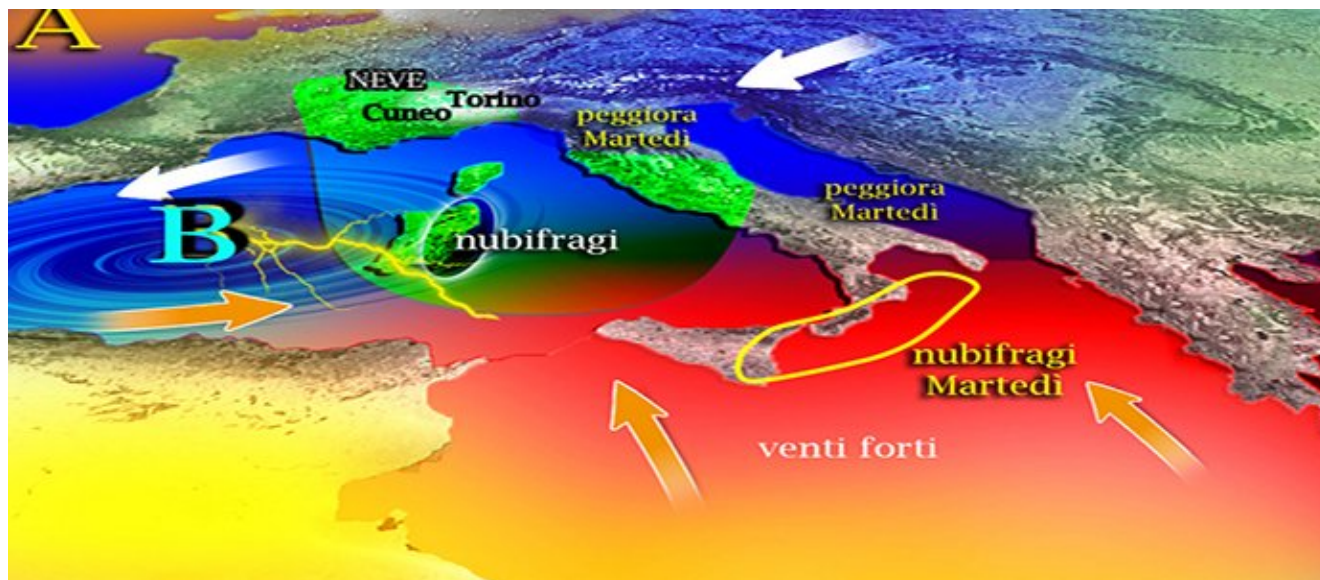 A
NEVE
Cuneo Torino
peggiora
Martedì
peggiora
Martedì
B
nubifragi
nubifragi
Martedì
venti forti